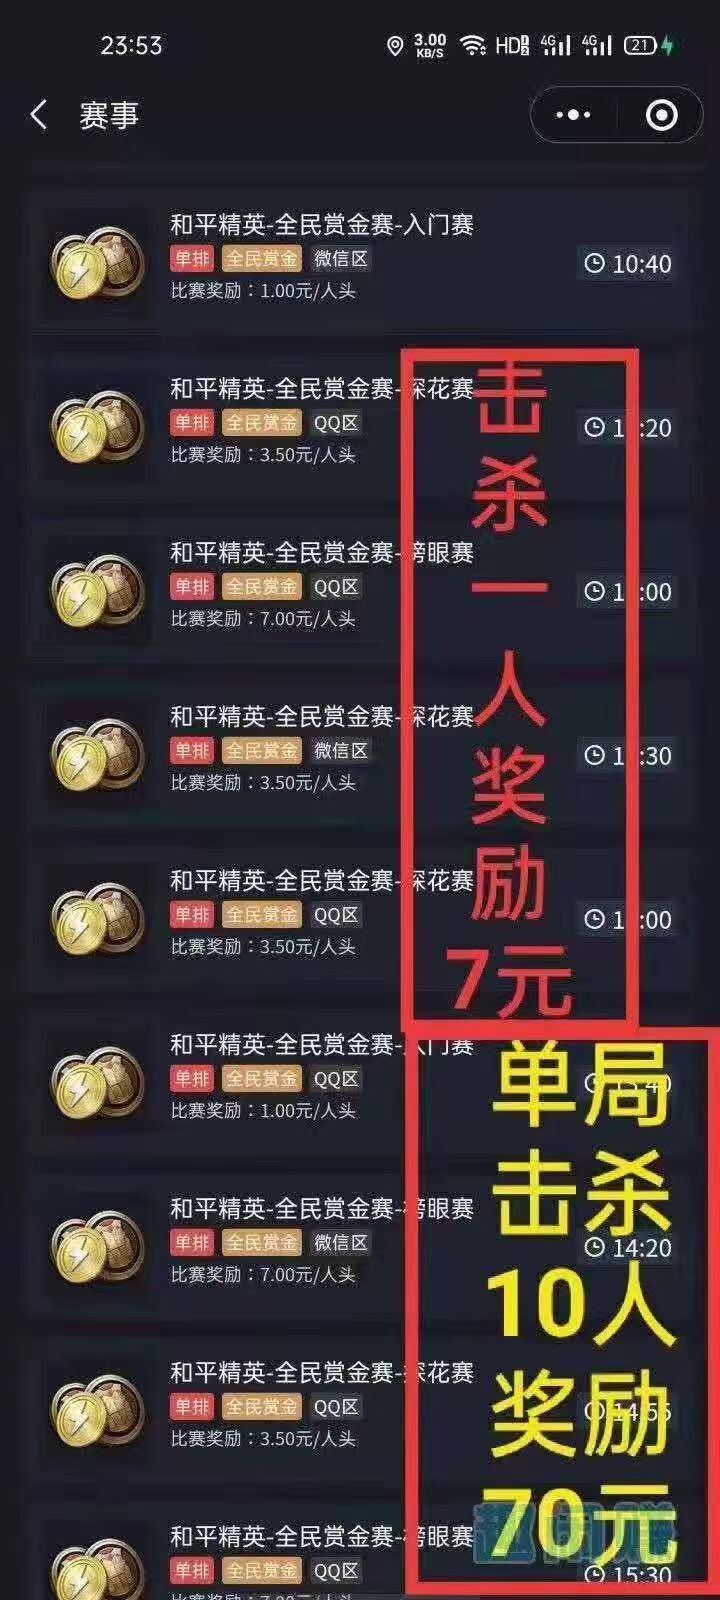 23:53
3.00
KB/S
HD
4G
4G
21
赛事
和平精英-全民赏金赛-入门赛
单排 全民赏金 微信区
10:40
比赛奖励：1.00元/人头
和平精英-全民赏金赛-探花赛
单排 全民赏金 QQ区
:20
比赛奖励：3.50元/人头
和平精英-全民赏金赛-榜眼赛
单排 全民赏金 QQ区
:00
比赛奖励：7.00元/人头
和平精英-全民赏金赛-探花赛
单排 全民赏金 微信区
:30
比赛奖励：3.50元/人头
和平精英-全民赏金赛-探花赛
单排 全民赏金 QQ区
:00
比赛奖励：3.50元/人头
和平精英-全民赏金赛-入门赛
单排 全民赏金 QQ区
13:40
比赛奖励：1.00元/人头
和平精英-全民赏金赛-榜眼赛
单排 全民赏金 微信区
14:20
比赛奖励：7.00元/人头
和平精英-全民赏金赛-探花赛
单排 全民赏金 QQ区
14:55
比赛奖励：3.50元/人头
和平精英-全民赏金赛-榜眼赛
单排 全民赏金 QQ区
15:30
比赛奖励：7.00元/人头
击杀一人奖励7元
单局
击杀
10人
奖励
70元